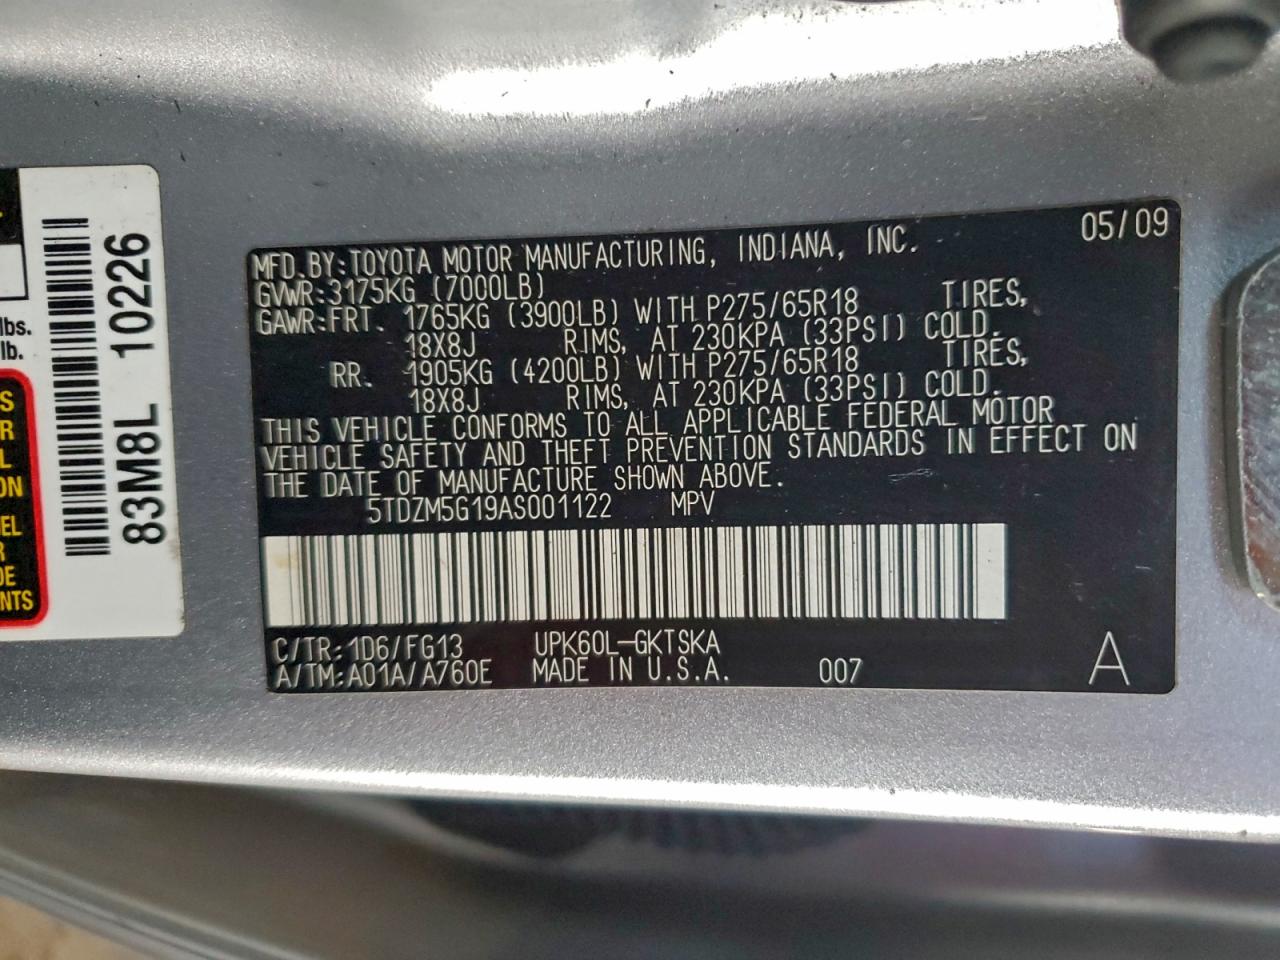 05/09
MFD.BY:TOYOTA MOTOR MANUFACTURING, INDIANA, INC.
GVWR:3175KG (7000LB)
GAWR:FRT. 1765KG (3900LB) WITH P275/65R18 TIRES,
18X8J RIMS, AT 230KPA (33PSI) COLD.
RR. 1905KG (4200LB) WITH P275/65R18 TIRES,
18X8J RIMS, AT 230KPA (33PSI) COLD.
THIS VEHICLE CONFORMS TO ALL APPLICABLE FEDERAL MOTOR
VEHICLE SAFETY AND THEFT PREVENTION STANDARDS IN EFFECT ON
THE DATE OF MANUFACTURE SHOWN ABOVE.
5TDZM5G19AS001122 MPV
C/TR:1D6/FG13 UPK60L-GKTSKA
A/TM:A01A/A760E MADE IN U.S.A. 007 A
83M8L 10226
lbs.
lb.